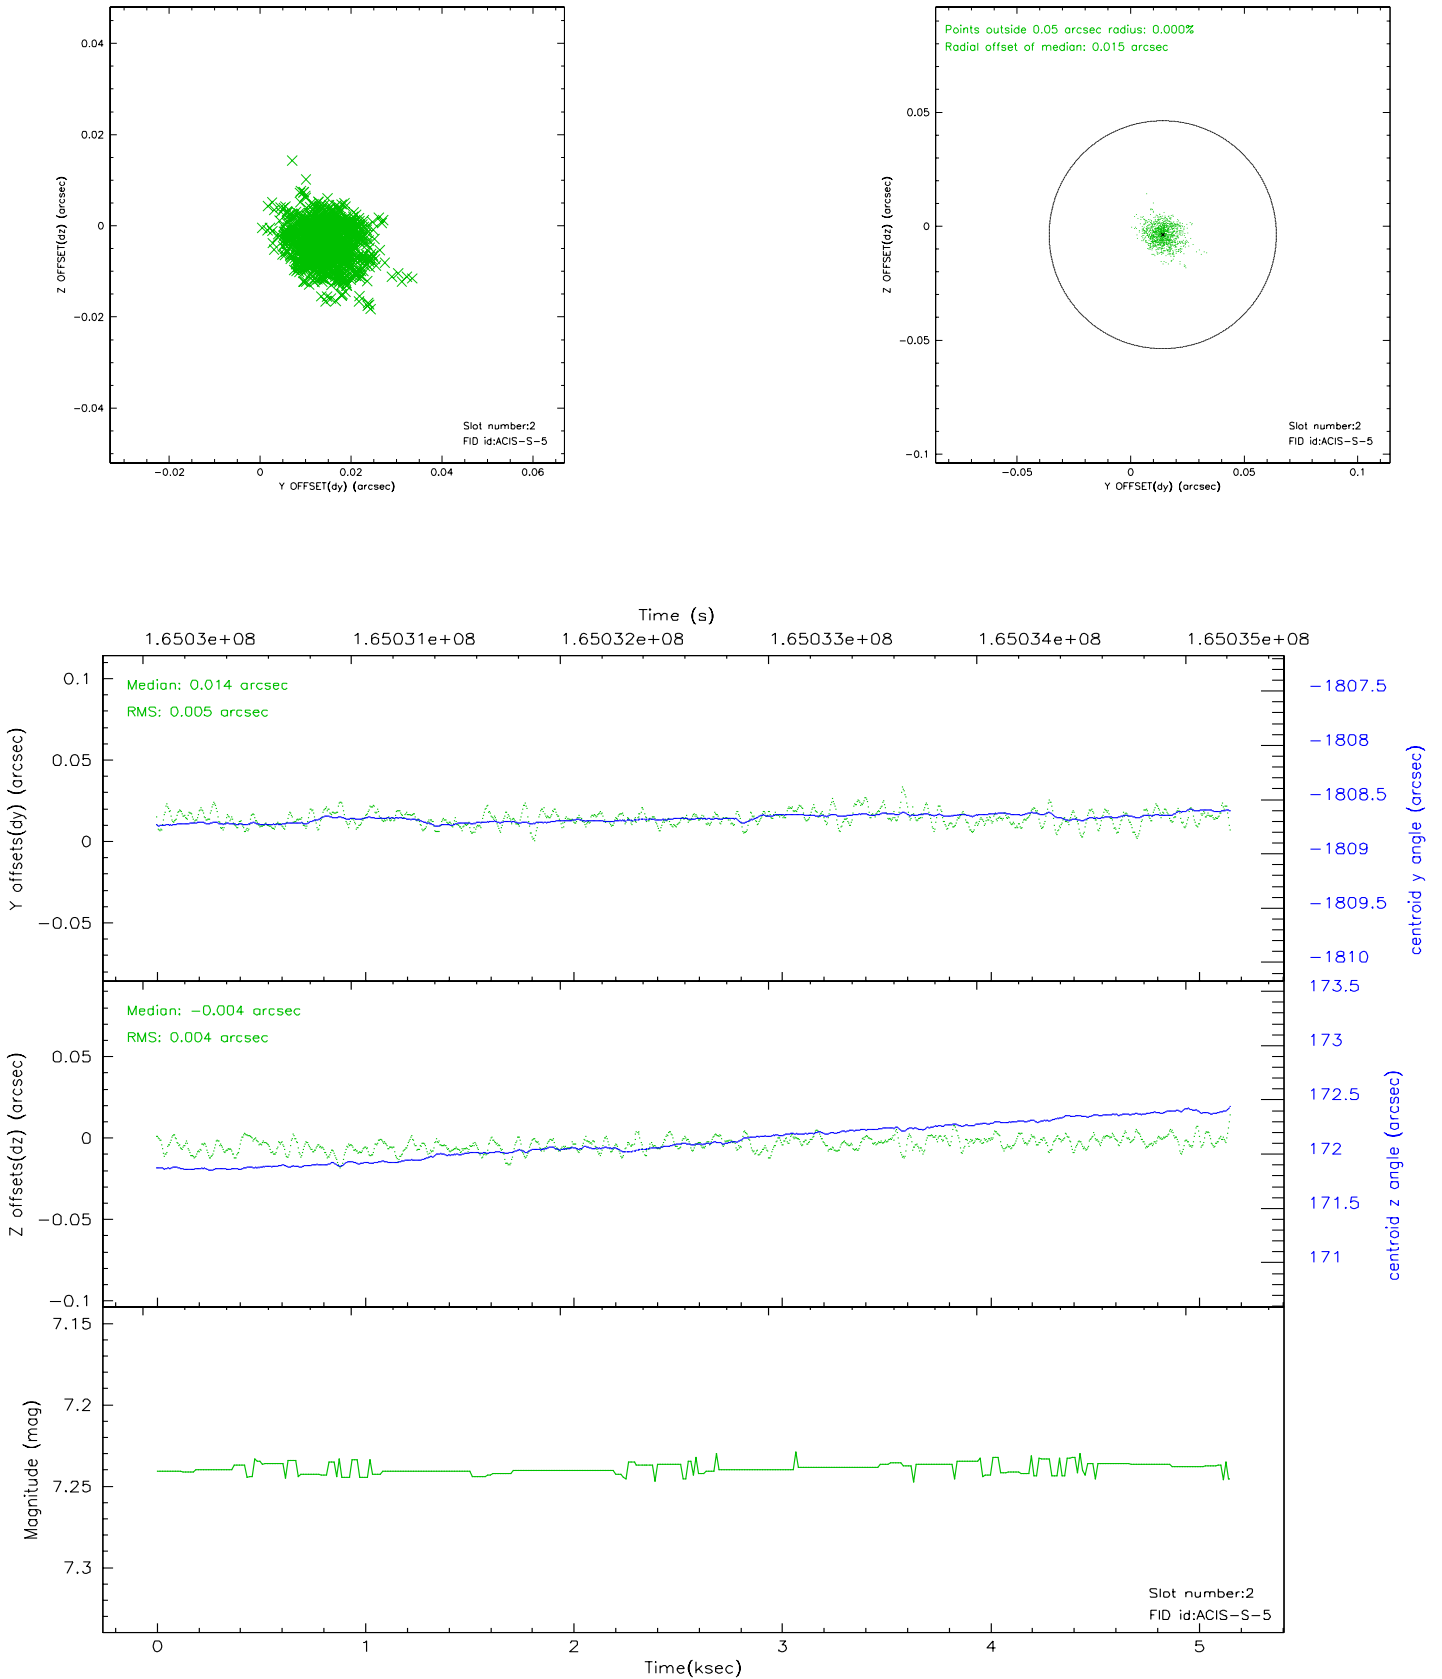 0.04
0.02
0
−0.02
−0.04
Z OFFSET(dz) (arcsec)
Slot number:2
FID id:ACIS−S−5
−0.02 0 0.02 0.04 0.06
Y OFFSET(dy) (arcsec)
Points outside 0.05 arcsec radius: 0.000%
Radial offset of median: 0.015 arcsec
0.05
0
−0.05
−0.1
Z OFFSET(dz) (arcsec)
Slot number:2
FID id:ACIS−S−5
−0.05 0 0.05 0.1
Y OFFSET(dy) (arcsec)
Time (s)
1.6503e+08 1.65031e+08 1.65032e+08 1.65033e+08 1.65034e+08 1.65035e+08
Median: 0.014 arcsec
RMS: 0.005 arcsec
0.1
0.05
0
−0.05
Y offsets(dy) (arcsec)
−1807.5
−1808
−1808.5
−1809
−1809.5
−1810
centroid y angle (arcsec)
Median: −0.004 arcsec
RMS: 0.004 arcsec
0.05
0
−0.05
−0.1
Z offsets(dz) (arcsec)
173.5
173
172.5
172
171.5
171
centroid z angle (arcsec)
7.15
7.2
7.25
7.3
Magnitude (mag)
Slot number:2
FID id:ACIS−S−5
0 1 2 3 4 5
Time(ksec)